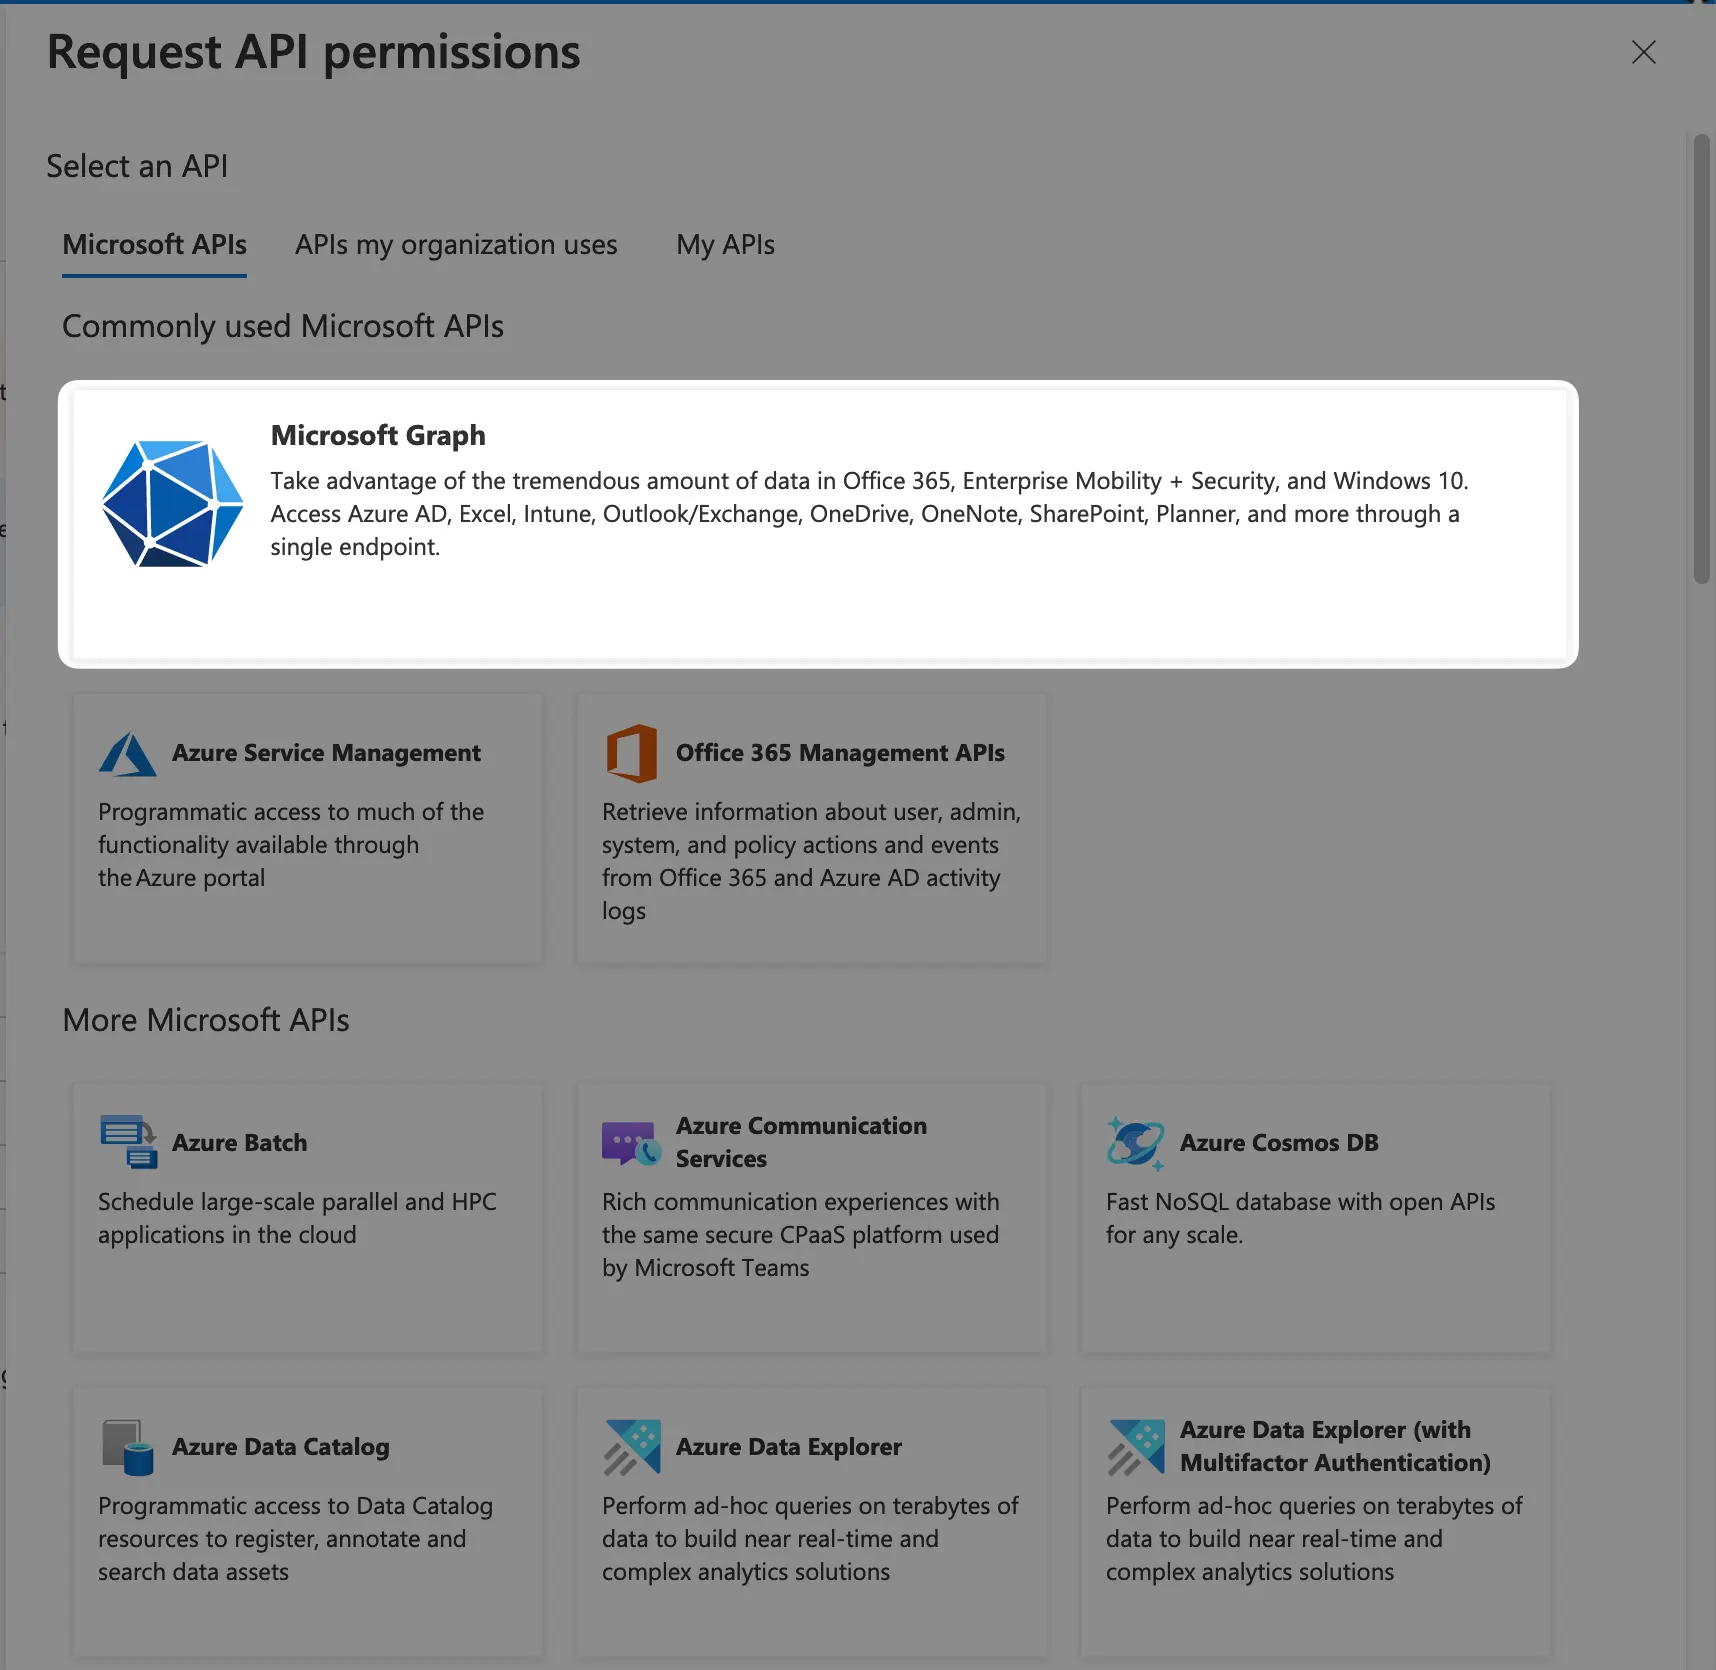 Request API permissions
Select an API
Microsoft APIs
APIs my organization uses
My APIs
Commonly used Microsoft APIs
Microsoft Graph
Take advantage of the tremendous amount of data in Office 365, Enterprise Mobility + Security, and Windows 10.
Access Azure AD, Excel, Intune, Outlook/Exchange, OneDrive, OneNote, SharePoint, Planner, and more through a
single endpoint.
Azure Service Management
Programmatic access to much of the
functionality available through
the Azure portal
Office 365 Management APIs
Retrieve information about user, admin,
system, and policy actions and events
from Office 365 and Azure AD activity
logs
More Microsoft APIs
Azure Batch
Schedule large-scale parallel and HPC
applications in the cloud
Azure Communication
Services
Rich communication experiences with
the same secure CPaaS platform used
by Microsoft Teams
Azure Cosmos DB
Fast NoSQL database with open APIs
for any scale.
Azure Data Catalog
Programmatic access to Data Catalog
resources to register, annotate and
search data assets
Azure Data Explorer
Perform ad-hoc queries on terabytes of
data to build near real-time and
complex analytics solutions
Azure Data Explorer (with
Multifactor Authentication)
Perform ad-hoc queries on terabytes of
data to build near real-time and
complex analytics solutions